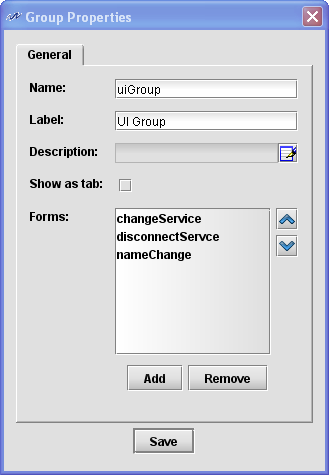 Group Properties
General
Name: uiGroup
Label: UI Group
Description:
Show as tab:
Forms:
changeService
disconnectServce
nameChange
Add Remove
Save